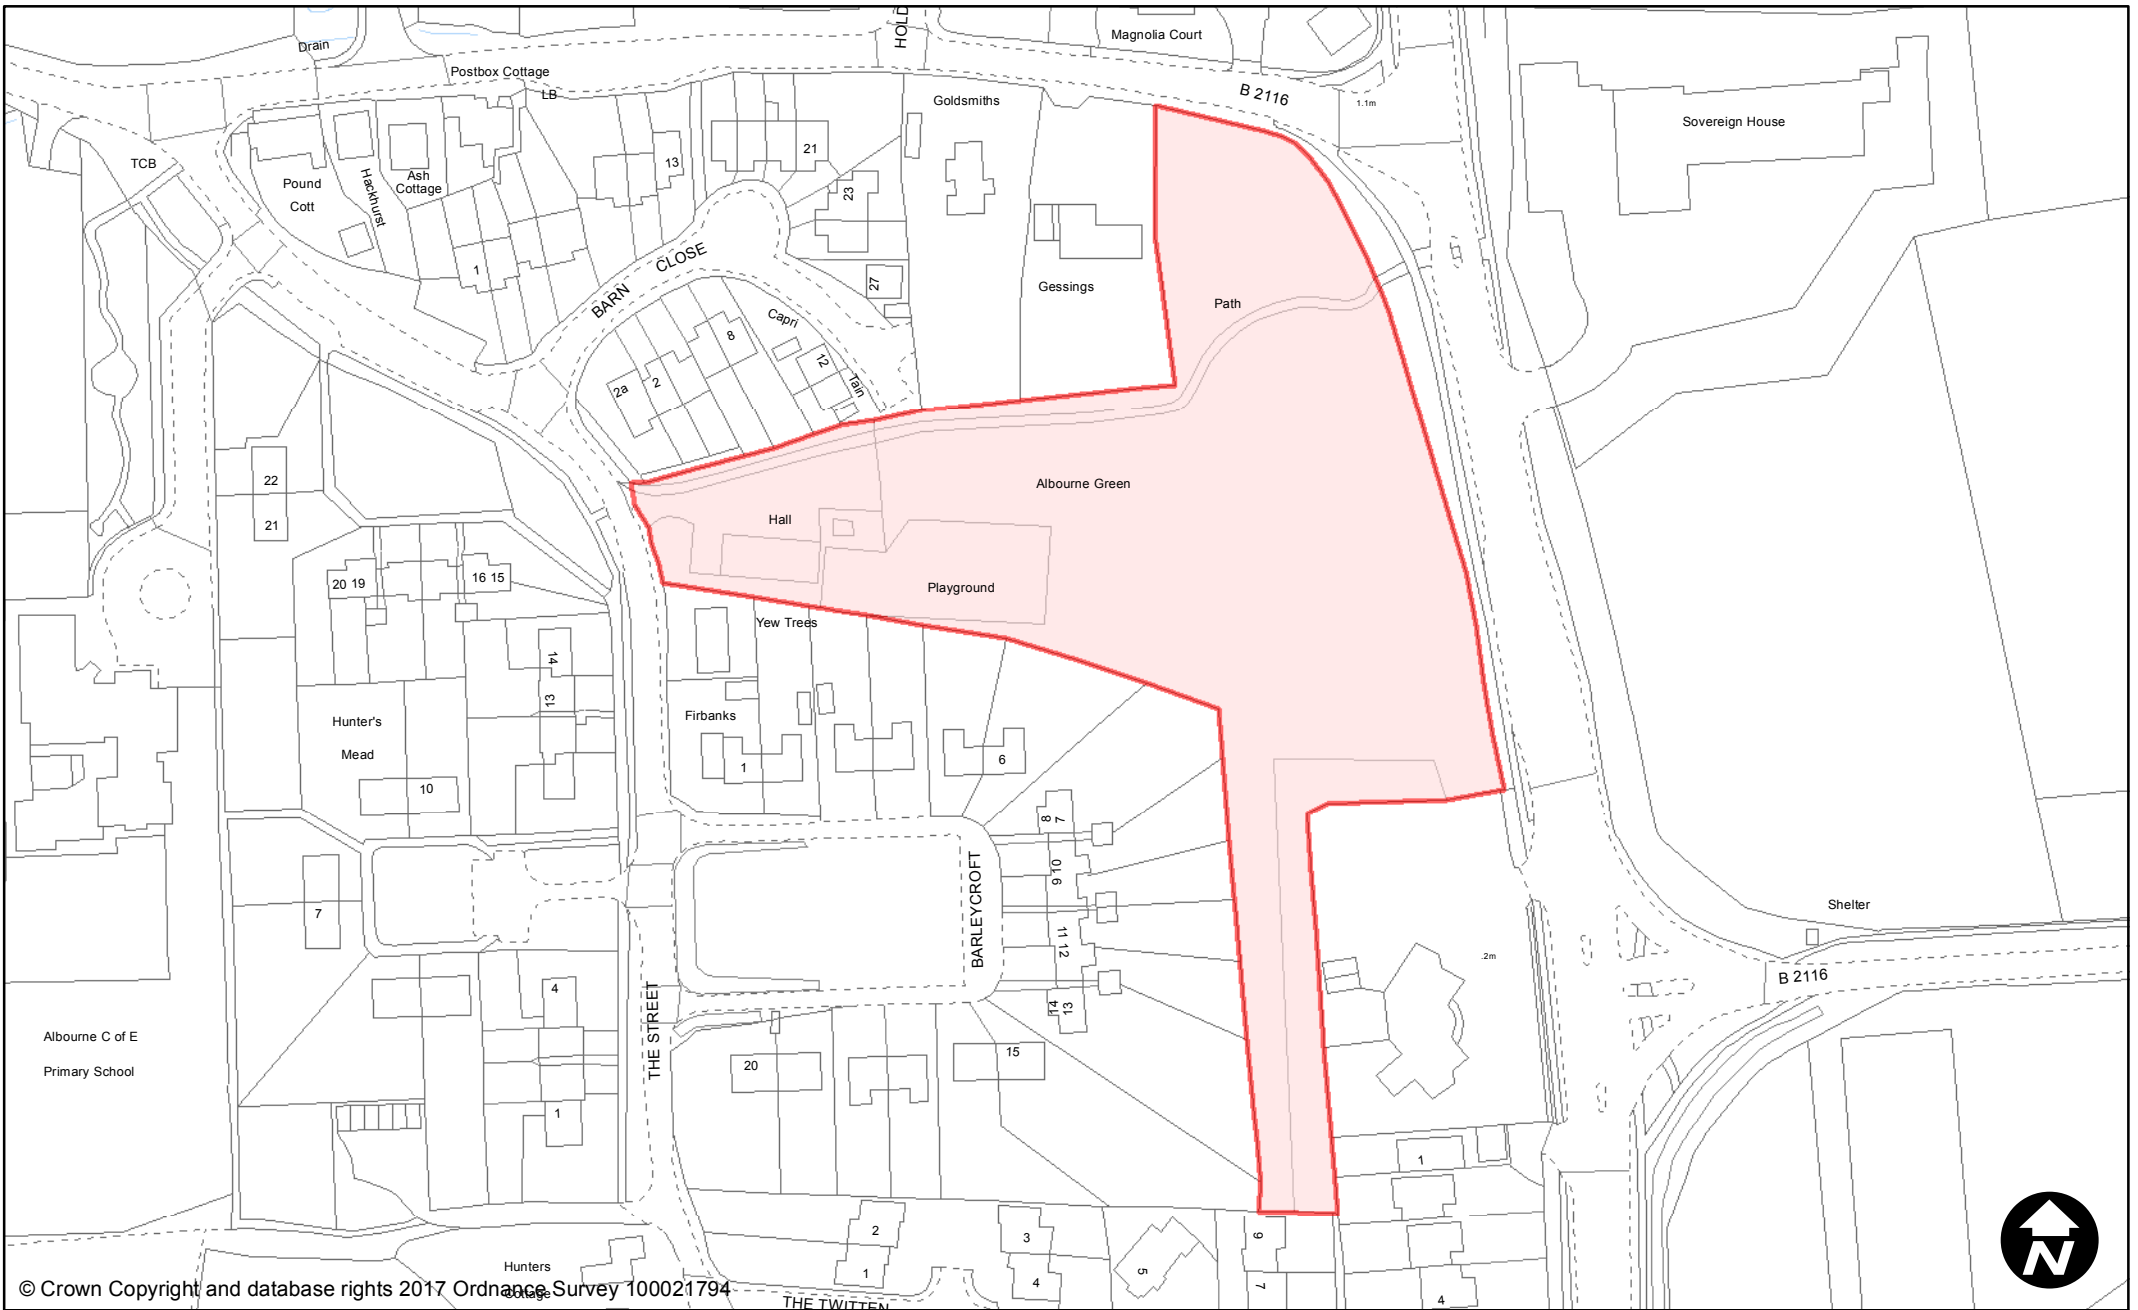 Drain
HOLD
Magnolia Court
Postbox Cottage
LB
B 2116
1.1m
Goldsmiths
Sovereign House
TCB
Pound
Cott
Hackhurst
Ash
Cottage
13
21
23
1
BARN CLOSE
27
Gessings
Path
Capri
8
12
Tain
2a
2
22
21
Albourne Green
Hall
Playground
20 19
16 15
Yew Trees
14
13
Hunter's
Mead
Firbanks
1
6
10
8
7
10
9
11 12
14
13
BARLEYCROFT
7
Shelter
B 2116
.2m
4
THE STREET
Albourne C of E
Primary School
20
15
1
1
2
1
3
4
5
6
7
4
Hunters
Cottage
THE TWITTEN
N
© Crown Copyright and database rights 2017 Ordnance Survey 100021794